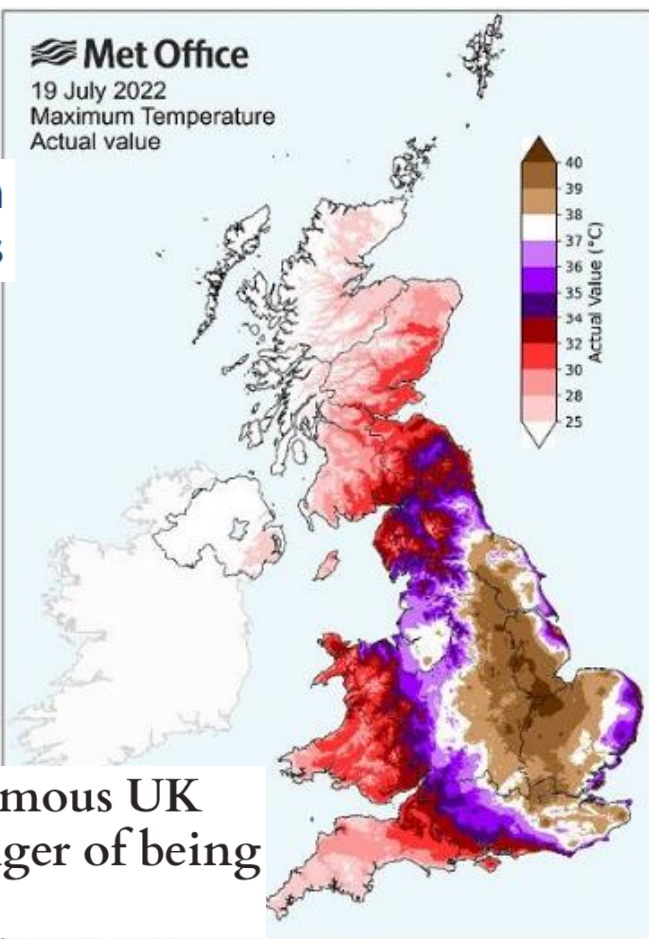 Met Office
19 July 2022
Maximum Temperature
Actual value
40
39
38
37
36
35
34
32
30
28
25
Actual Value (°C)
mous UK
ger of being